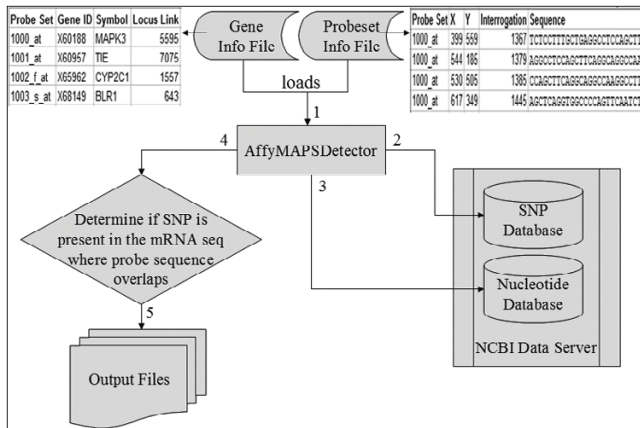 Probe Set Gene ID Symbol Locus Link
1000_at X60188 MAPK3 5595
1001_at X60957 TIE 7075
1002_f_at X65962 CYP2C1 1557
1003_s_at X68149 BLR1 643
Gene
Info File
Probeset
Info File
Probe Set X Y Interrogation Sequence
1000_at 399 559 1367 TCTCCTTTGCTGAGGCCTCCAGCTT
1000_at 544 185 1379 AGGCCTCCAGCTTCAGGCAGGCCAA
1000_at 530 505 1385 CCAGCTTCAGGCAGGCCAAGGCCTT
1000_at 617 349 1445 AGCTCAGGTGGCCCCAGTTCAATCT
loads
1
AffyMAPSDetector
4
2
3
Determine if SNP is
present in the mRNA seq
where probe sequence
overlaps
5
Output Files
SNP
Database
Nucleotide
Database
NCBI Data Server